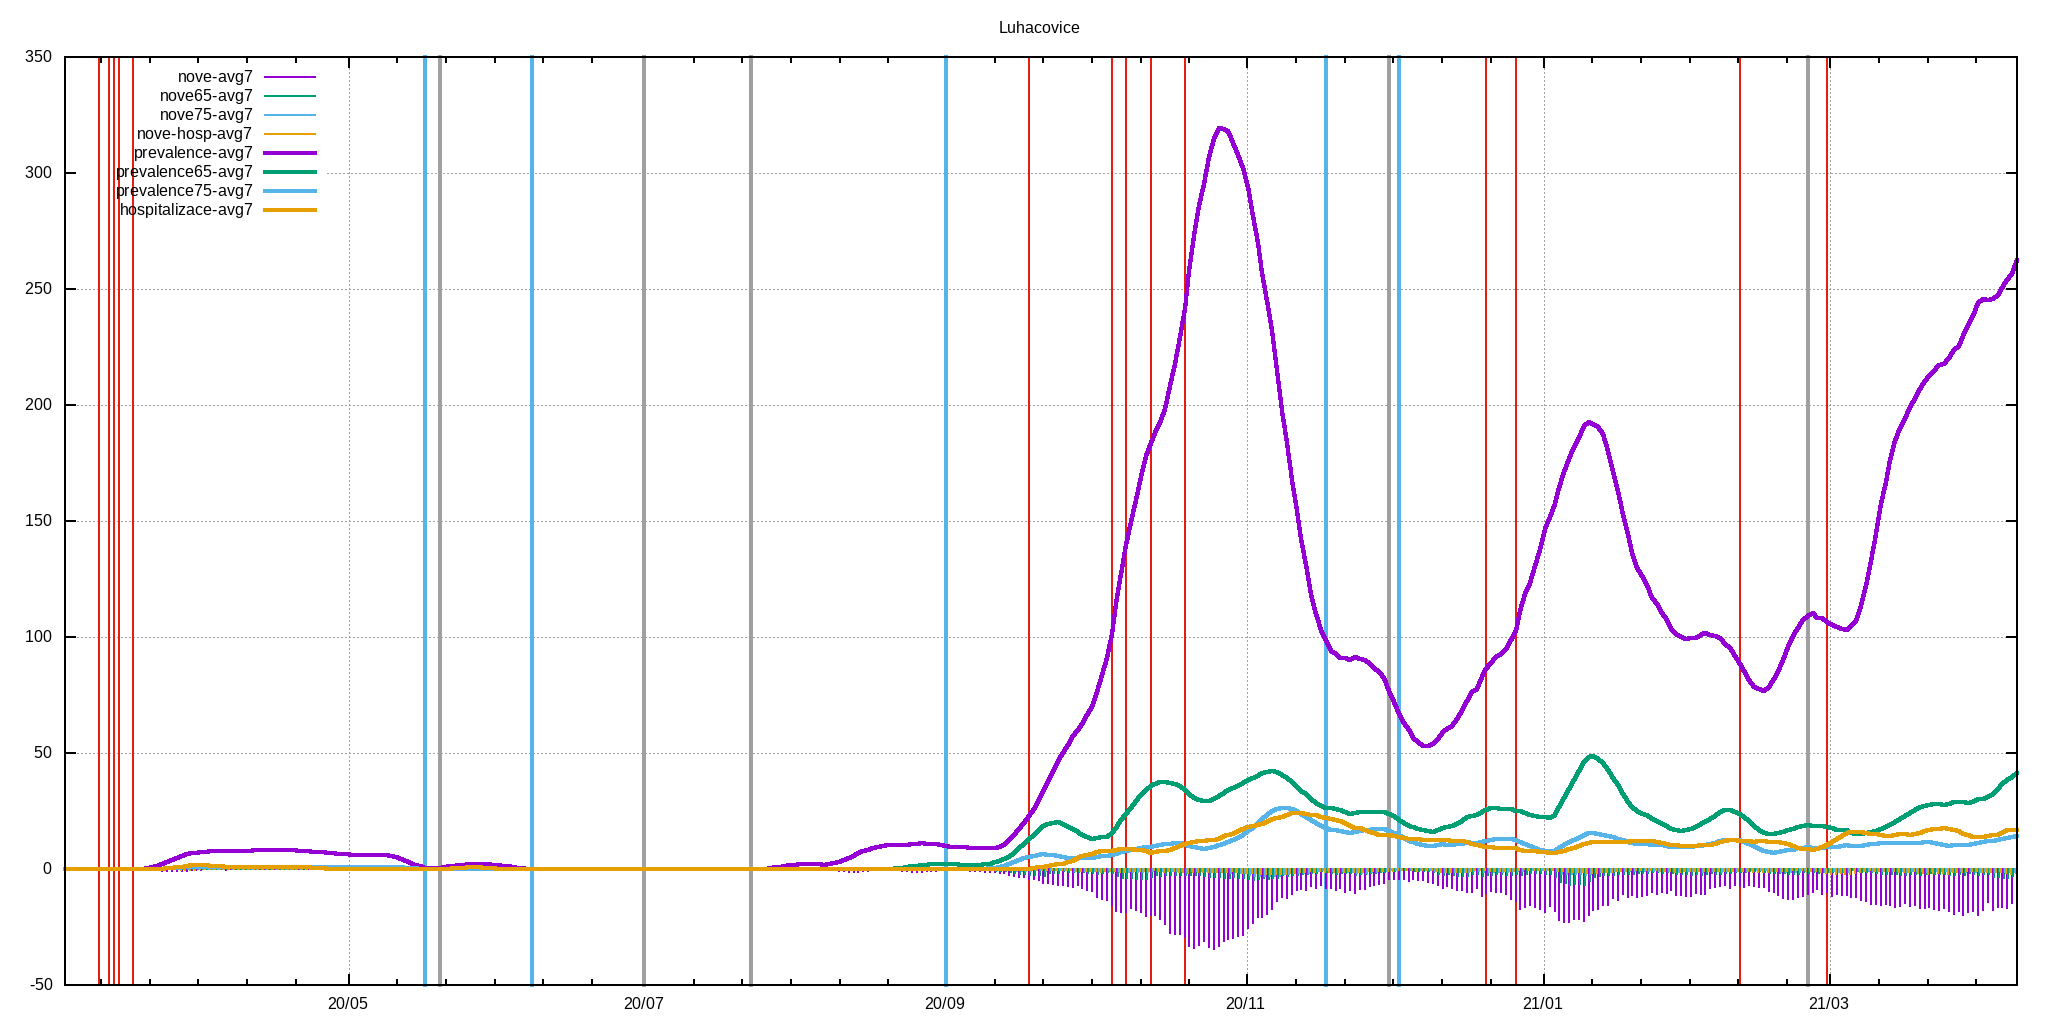 Luhacovice
350
300
250
200
150
100
50
0
-50
nove-avg7
nove65-avg7
nove75-avg7
nove-hosp-avg7
prevalence-avg7
prevalence65-avg7
prevalence75-avg7
hospitalizace-avg7
20/05 20/07 20/09 20/11 21/01 21/03